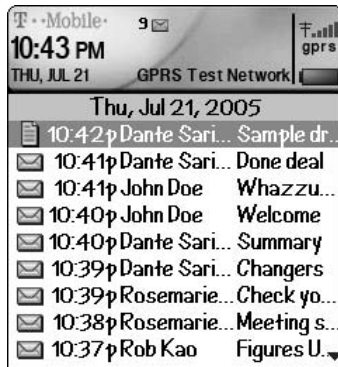 T··Mobile· 9
10:43 PM gprs
THU, JUL 21 GPRS Test Network
Thu, Jul 21, 2005
10:42p Dante Sari... Sample dr...
10:41p Dante Sari... Done deal
10:41p John Doe Whazzu...
10:40p John Doe Welcome
10:40p Dante Sari... Summary
10:39p Dante Sari... Changers
10:39p Rosemarie... Check yo...
10:38p Rosemarie... Meeting s...
10:37p Rob Kao Figures U...